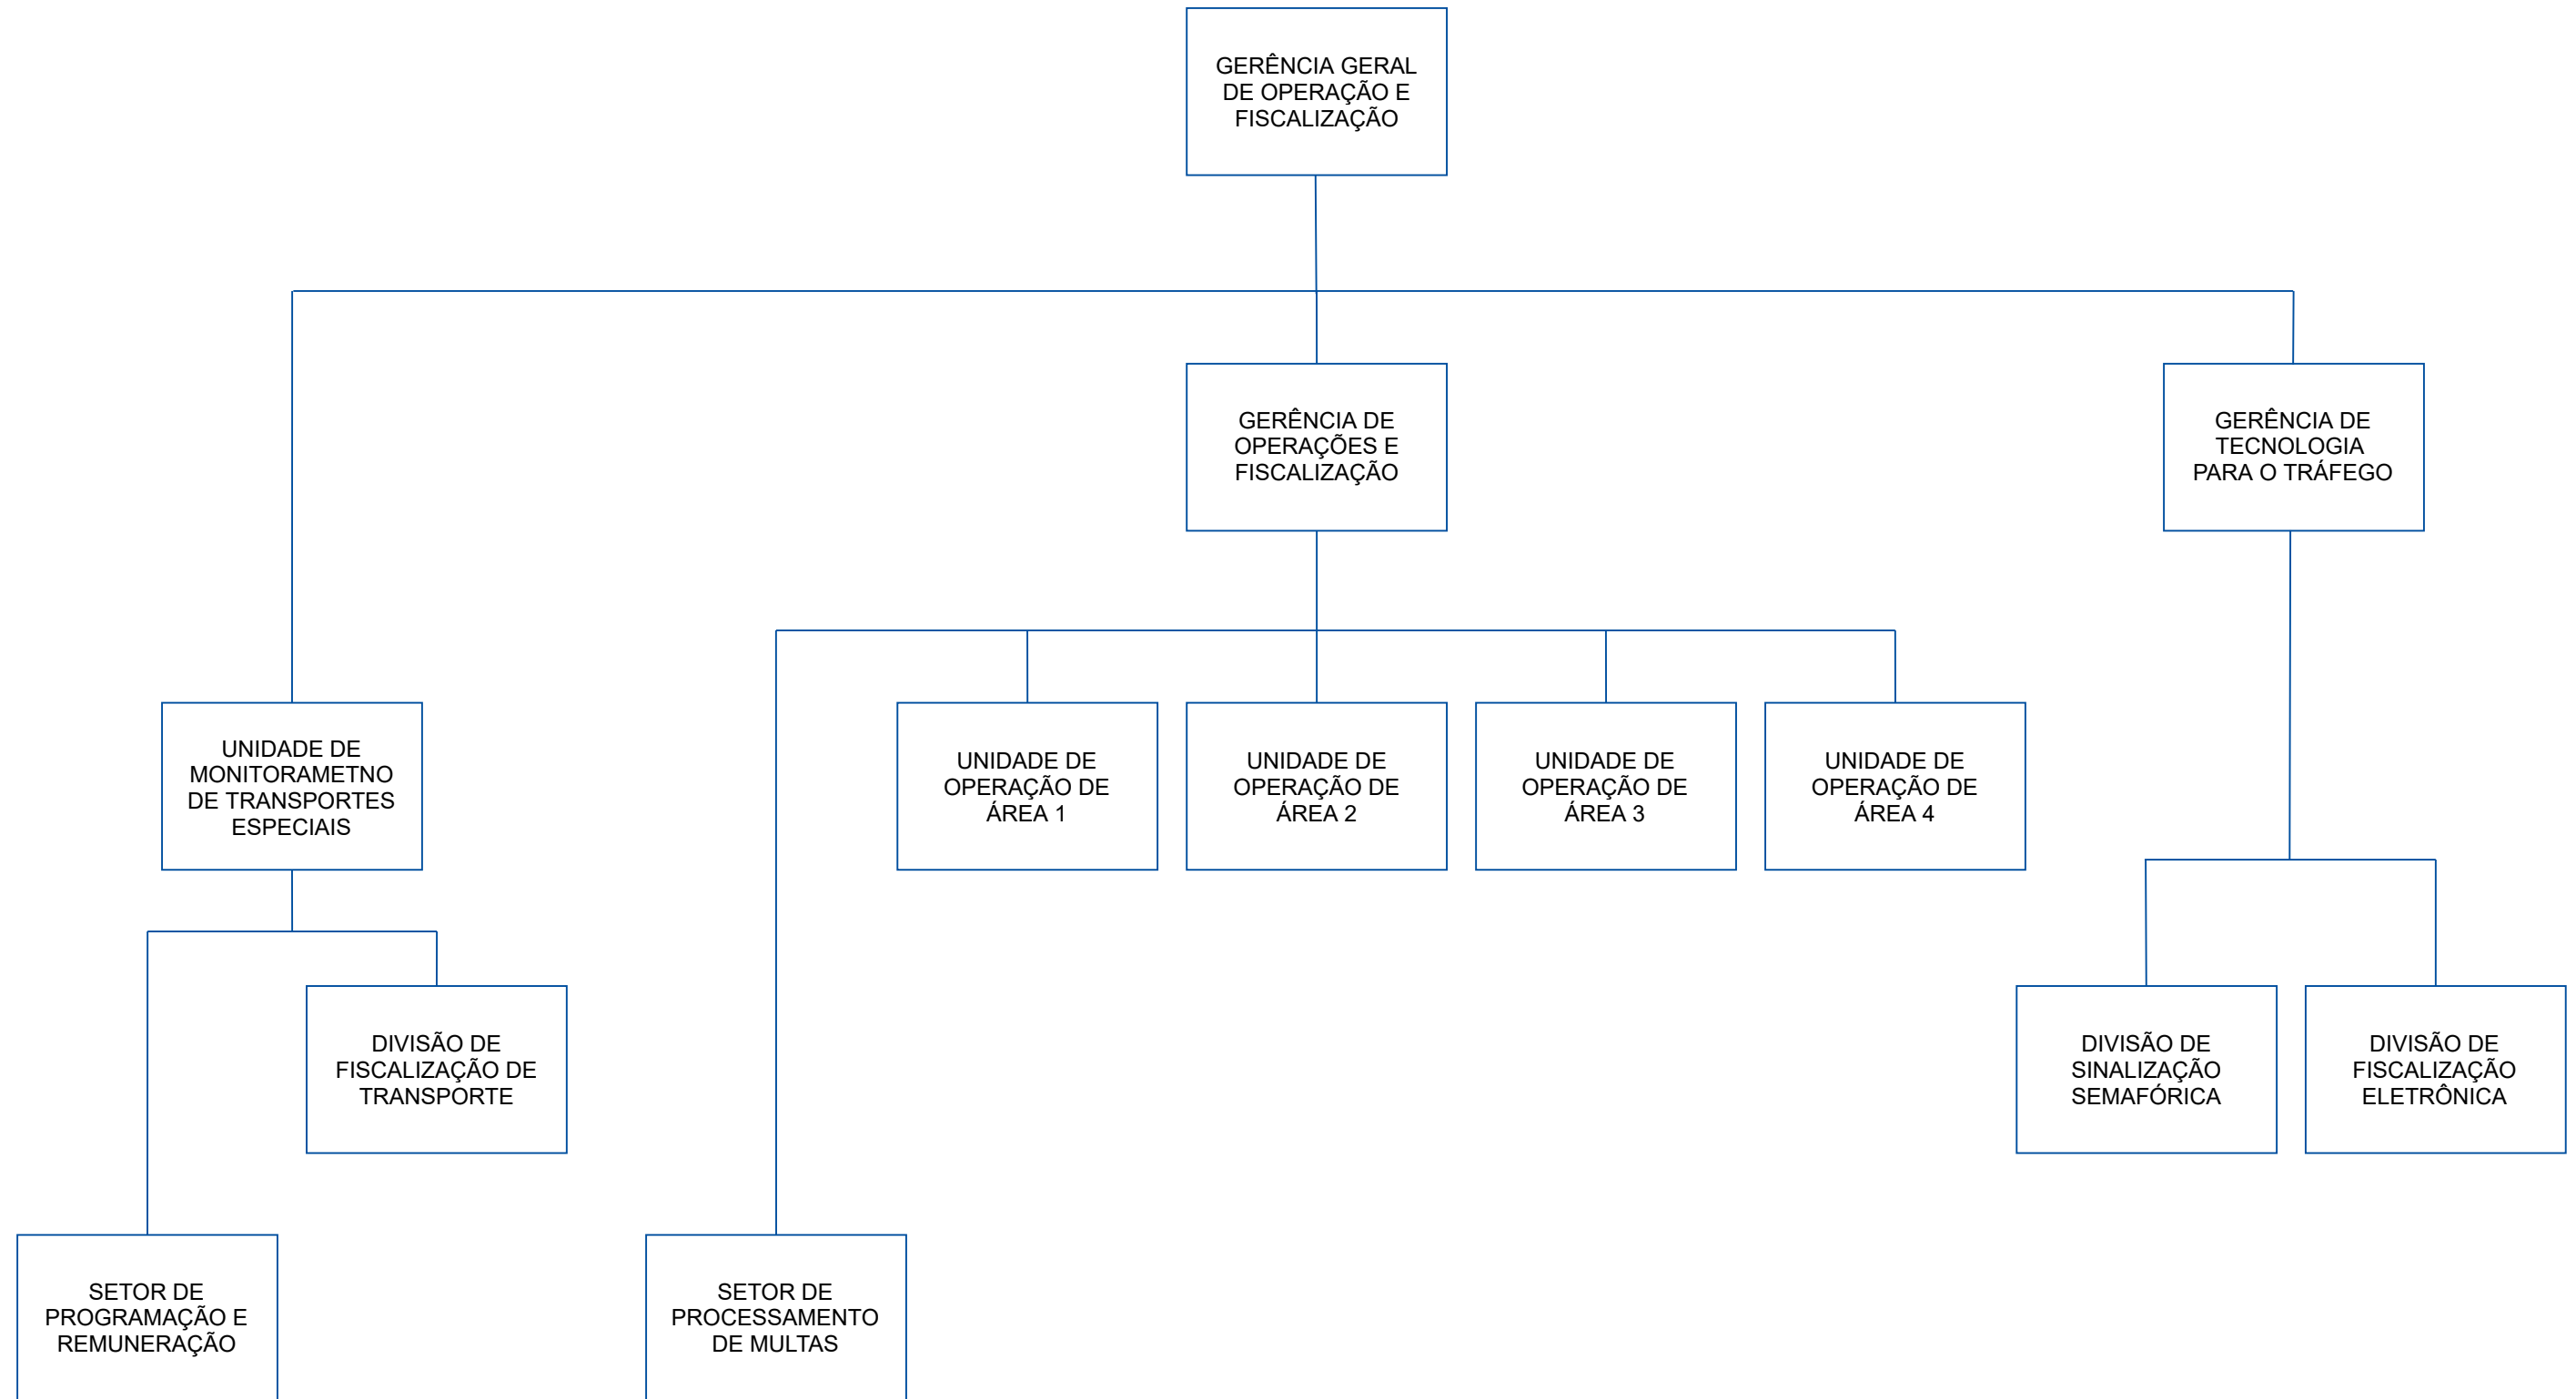 GERÊNCIA GERAL
DE OPERAÇÃO E
FISCALIZAÇÃO
GERÊNCIA DE
OPERAÇÕES E
FISCALIZAÇÃO
GERÊNCIA DE
TECNOLOGIA
PARA O TRÁFEGO
UNIDADE DE
MONITORAMETNO
DE TRANSPORTES
ESPECIAIS
UNIDADE DE
OPERAÇÃO DE
ÁREA 1
UNIDADE DE
OPERAÇÃO DE
ÁREA 2
UNIDADE DE
OPERAÇÃO DE
ÁREA 3
UNIDADE DE
OPERAÇÃO DE
ÁREA 4
DIVISÃO DE
FISCALIZAÇÃO DE
TRANSPORTE
DIVISÃO DE
SINALIZAÇÃO
SEMAFÓRICA
DIVISÃO DE
FISCALIZAÇÃO
ELETRÔNICA
SETOR DE
PROGRAMAÇÃO E
REMUNERAÇÃO
SETOR DE
PROCESSAMENTO
DE MULTAS